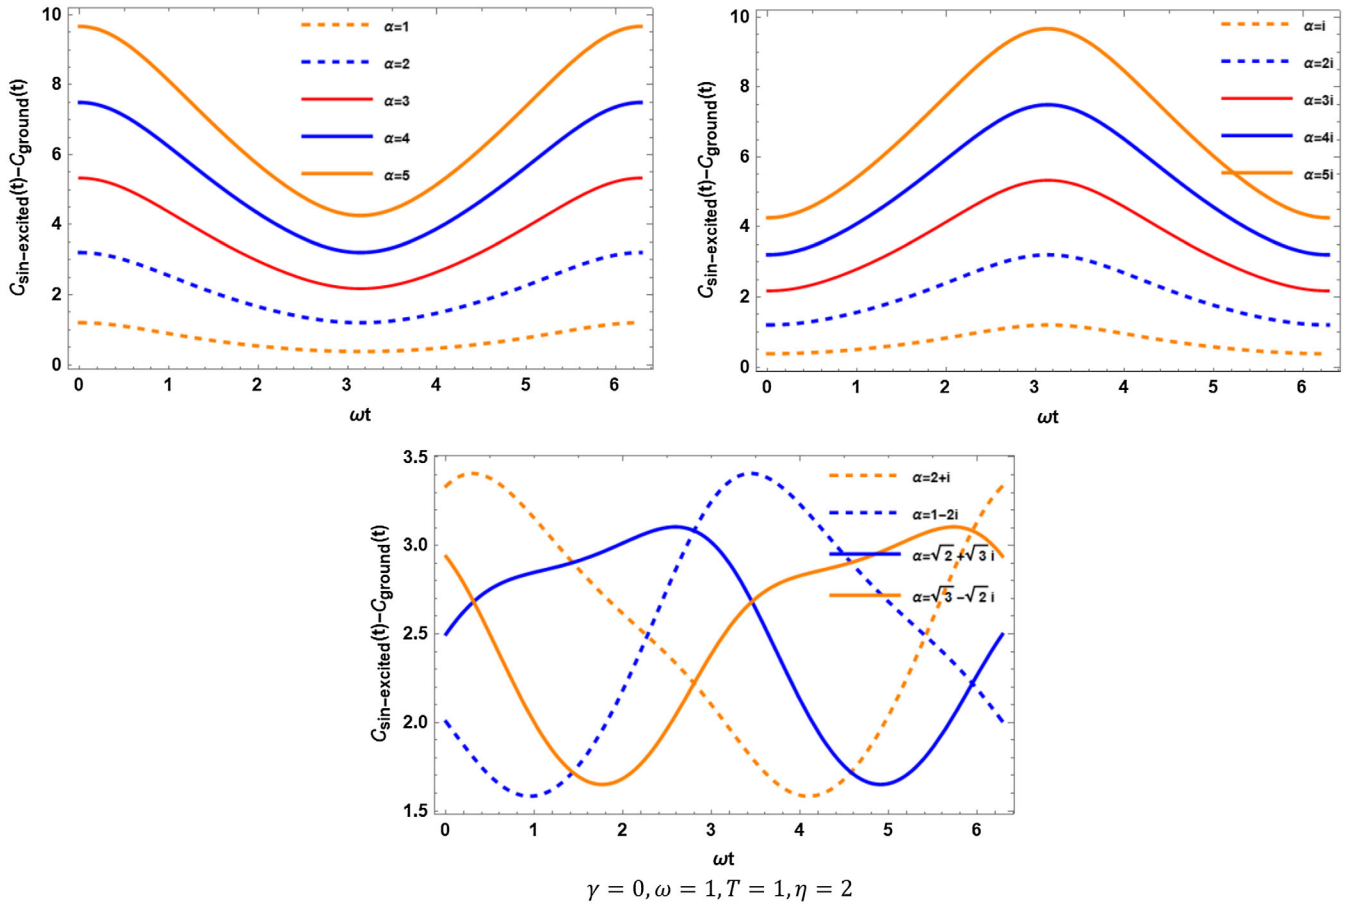 C_sin−excited(t)−C_ground(t)
10
8
6
4
2
0
α=1
α=2
α=3
α=4
α=5
0 1 2 3 4 5 6
ωt
C_sin−excited(t)−C_ground(t)
10
8
6
4
2
0
α=i
α=2i
α=3i
α=4i
α=5i
0 1 2 3 4 5 6
ωt
C_sin−excited(t)−C_ground(t)
3.5
3.0
2.5
2.0
1.5
α=2+i
α=1−2i
α=√2+√3 i
α=√3−√2 i
0 1 2 3 4 5 6
ωt
γ = 0, ω = 1, T = 1, η = 2